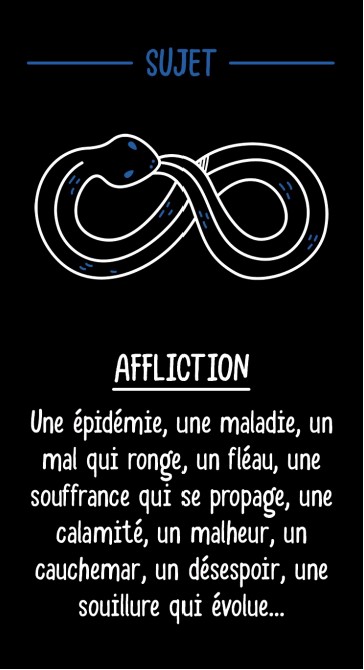 SUJET
AFFLICTION
Une épidémie, une maladie, un
mal qui ronge, un fléau, une
souffrance qui se propage, une
calamité, un malheur, un
cauchemar, un désespoir, une
souillure qui évolue...